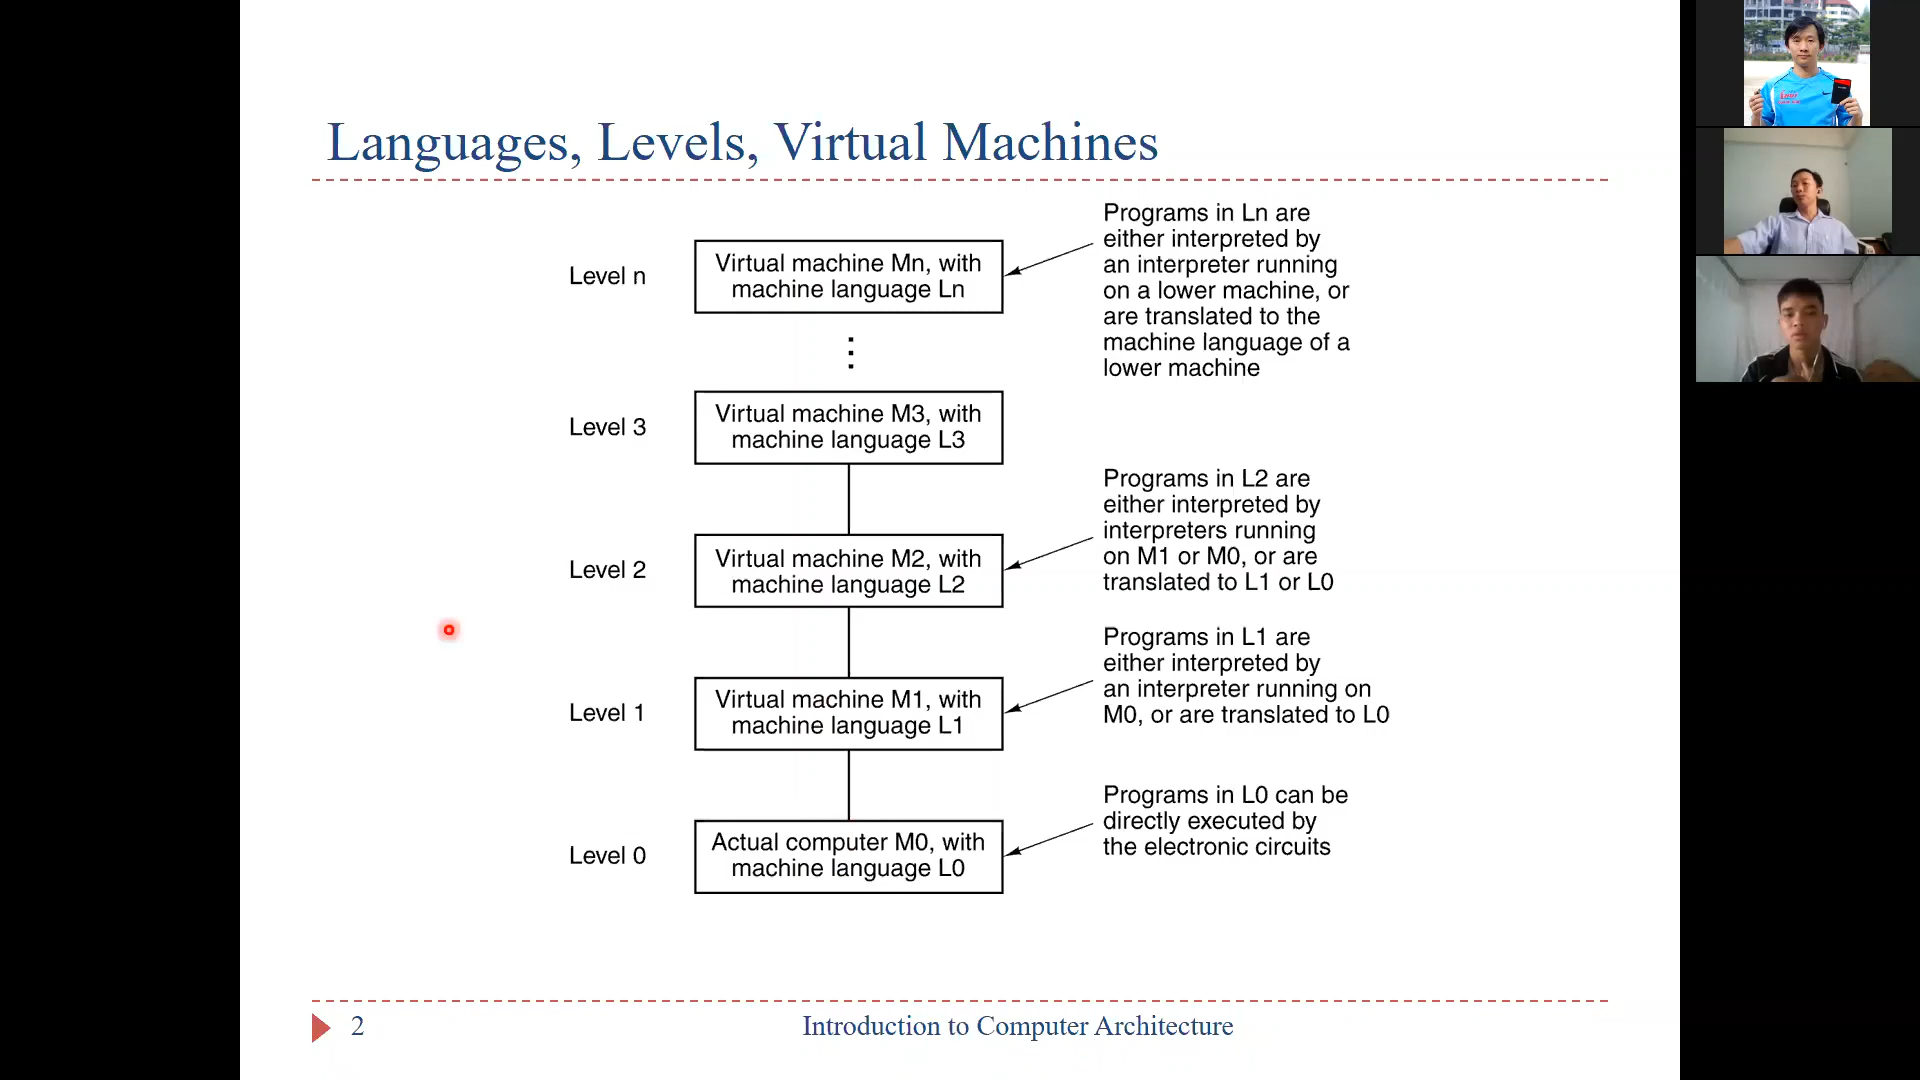 Languages, Levels, Virtual Machines
Level n
Virtual machine Mn, with
machine language Ln
Programs in Ln are
either interpreted by
an interpreter running
on a lower machine, or
are translated to the
machine language of a
lower machine
Level 3
Virtual machine M3, with
machine language L3
Level 2
Virtual machine M2, with
machine language L2
Programs in L2 are
either interpreted by
interpreters running
on M1 or M0, or are
translated to L1 or L0
Level 1
Virtual machine M1, with
machine language L1
Programs in L1 are
either interpreted by
an interpreter running on
M0, or are translated to L0
Level 0
Actual computer M0, with
machine language L0
Programs in L0 can be
directly executed by
the electronic circuits
2
Introduction to Computer Architecture